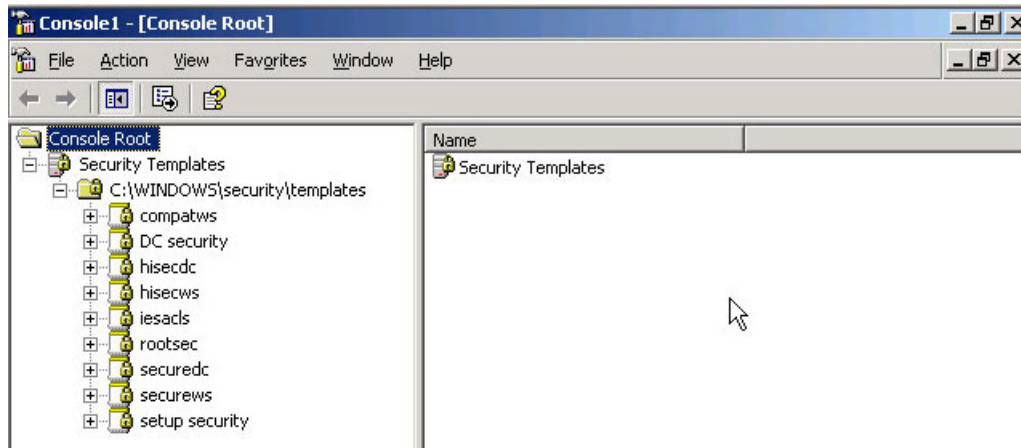 Console1 - [Console Root]
File Action View Favorites Window Help
Console Root
Security Templates
C:\WINDOWS\security\templates
compatws
DC security
hisecdc
hisecws
iesacls
rootsec
securedc
securews
setup security
Name
Security Templates